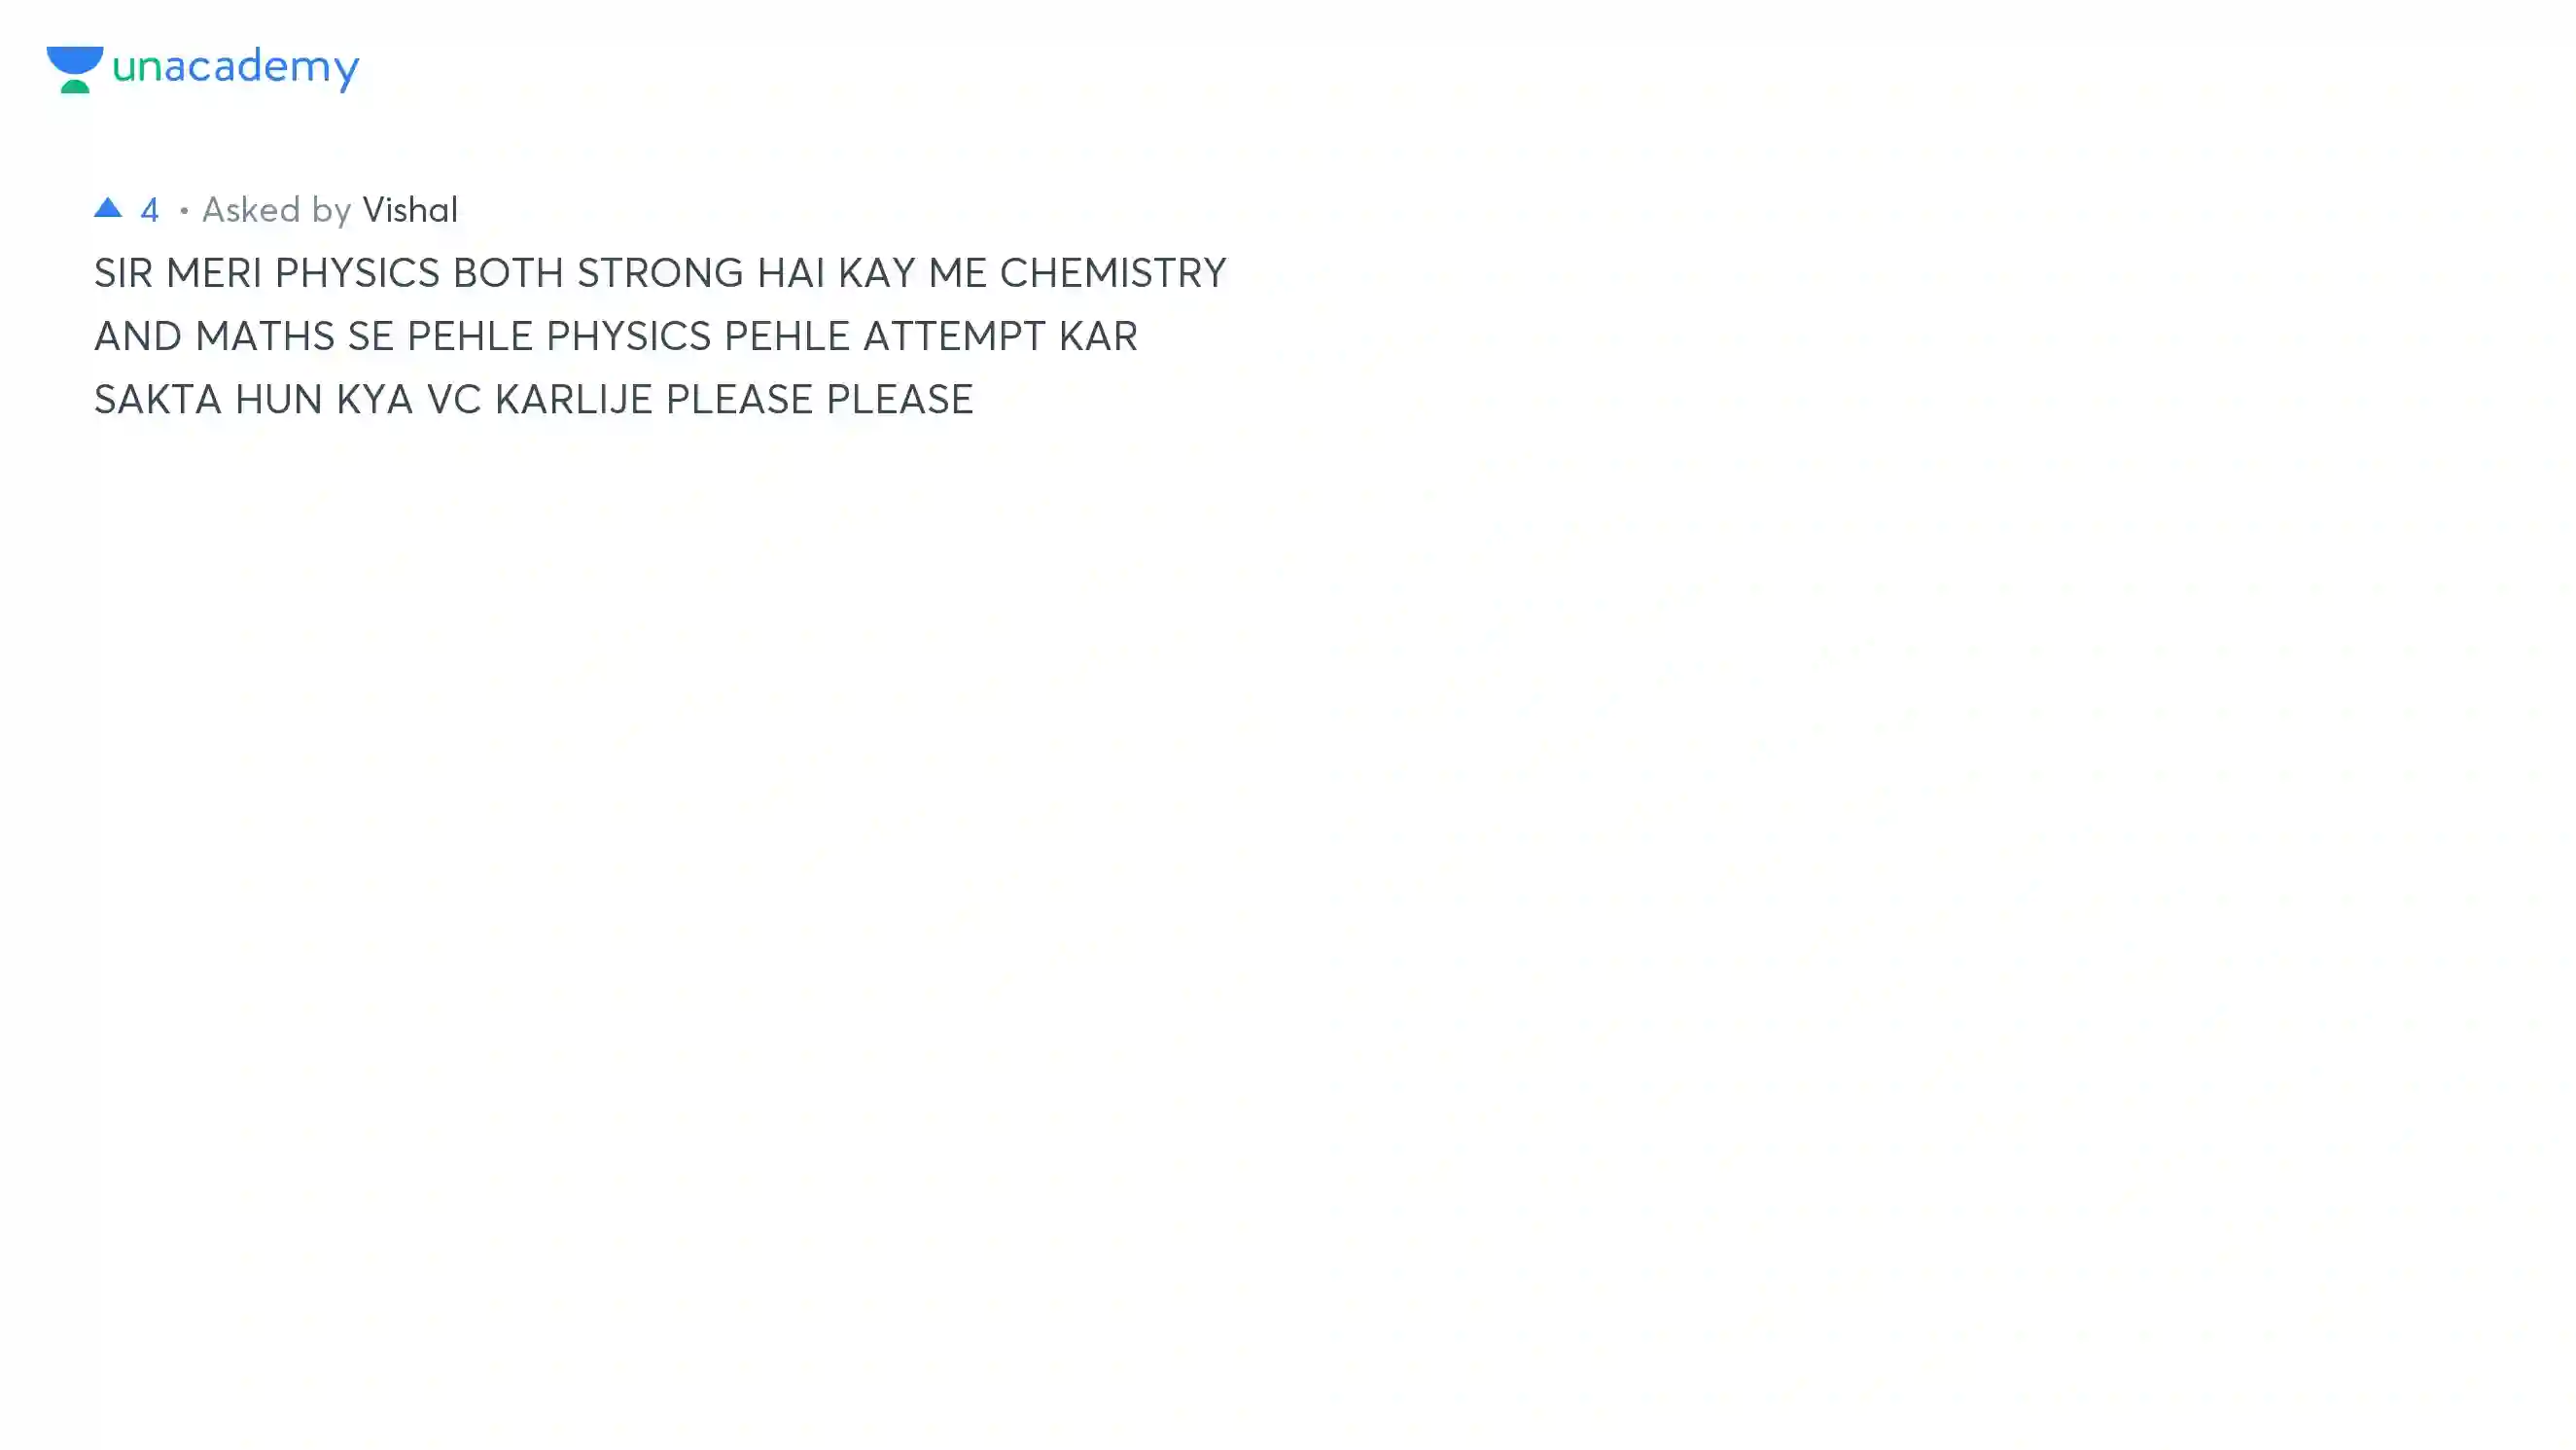 unacademy
▲ 4 • Asked by Vishal
SIR MERI PHYSICS BOTH STRONG HAI KAY ME CHEMISTRY
AND MATHS SE PEHLE PHYSICS PEHLE ATTEMPT KAR
SAKTA HUN KYA VC KARLIJE PLEASE PLEASE